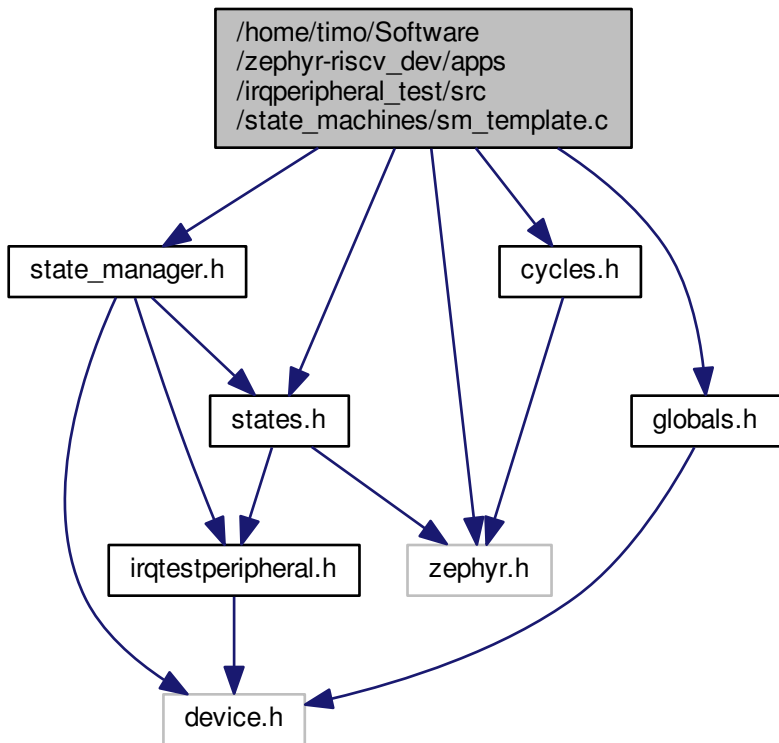 /home/timo/Software
/zephyr-riscv_dev/apps
/irqperipheral_test/src
/state_machines/sm_template.c
state_manager.h
cycles.h
states.h
globals.h
irqtestperipheral.h
zephyr.h
device.h